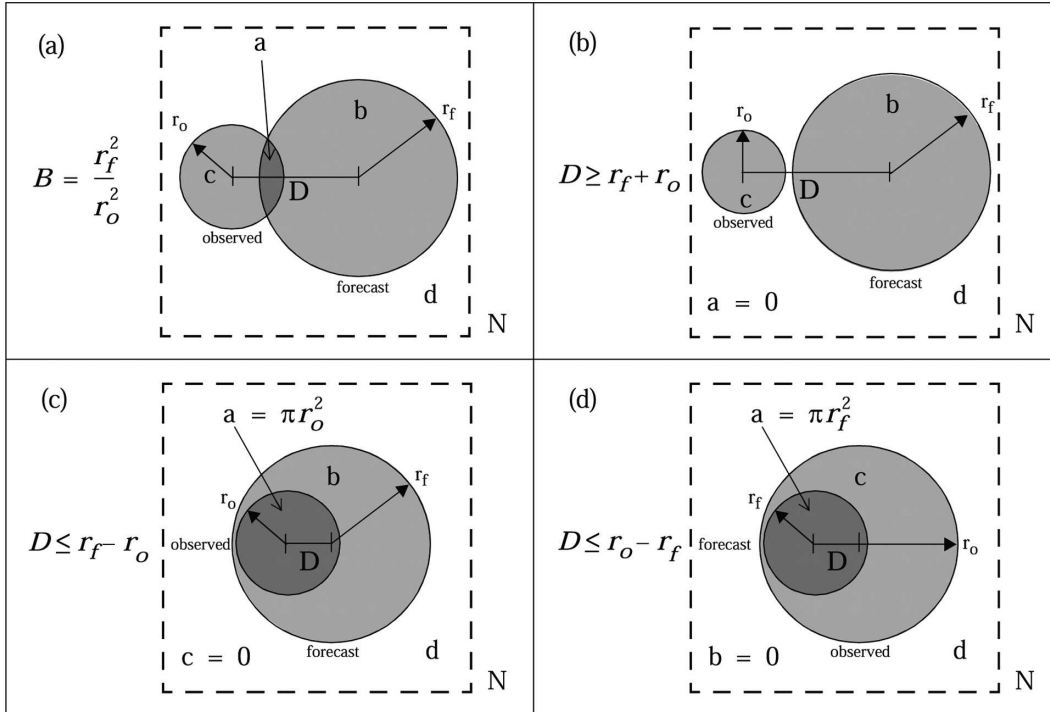 (a)
a
b
r_f
r_o
B = r_f^2 / r_o^2
c
D
observed
forecast
d
N
(b)
b
r_f
r_o
D ≥ r_f + r_o
D
c
observed
forecast
a = 0
d
N
(c)
a = πr_o^2
b
r_f
r_o
D ≤ r_f – r_o
observed
D
c = 0
forecast
d
N
(d)
a = πr_f^2
c
r_f
D ≤ r_o – r_f
forecast
D
r_o
b = 0
observed
d
N